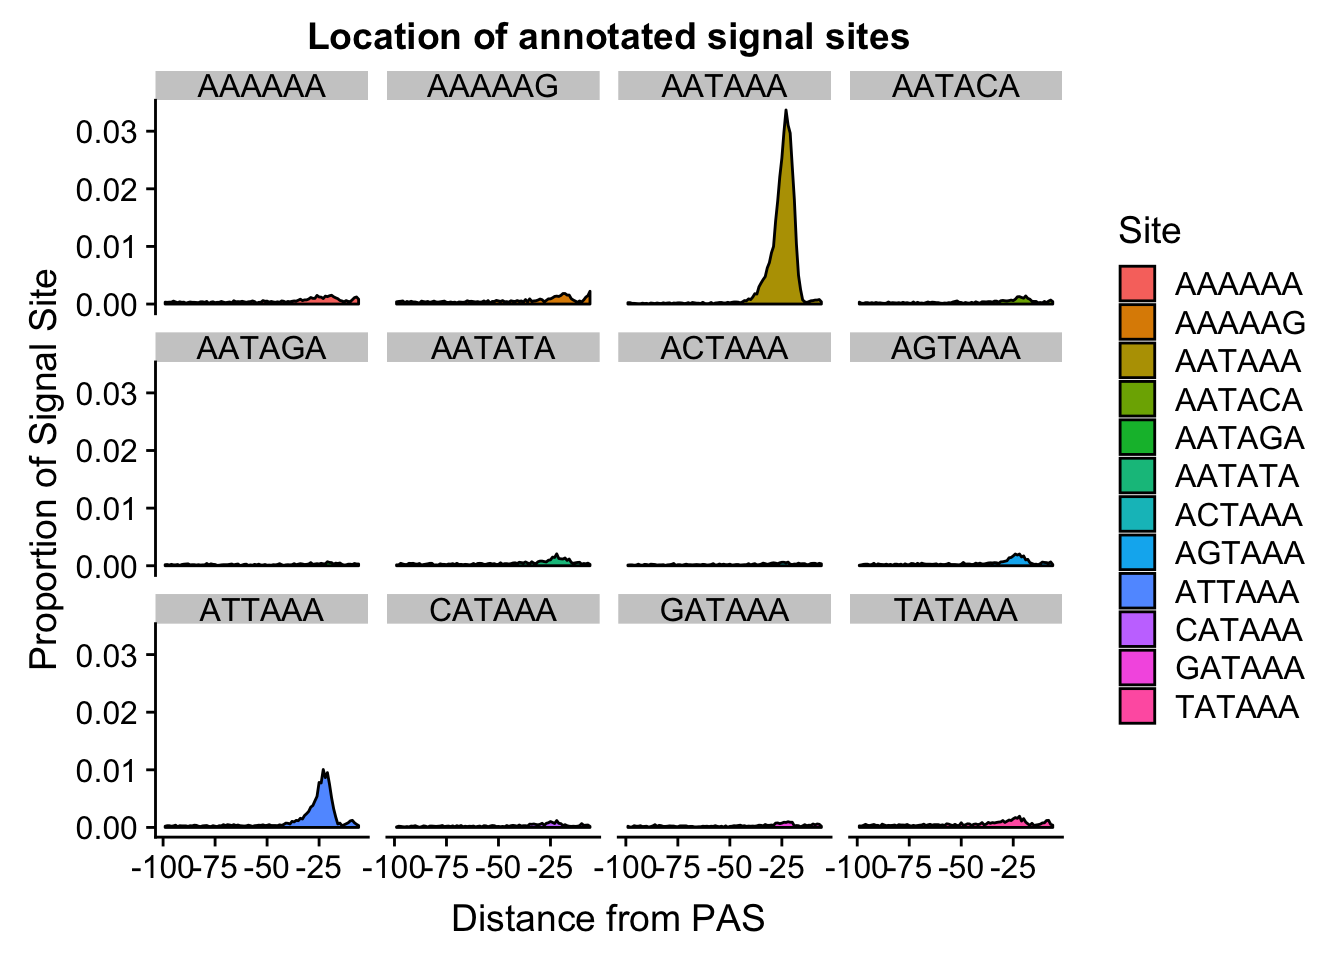 Location of annotated signal sites
AAAAAA AAAAAG AATAAA AATACA
0.03
0.02
0.01
0.00
AATAGA AATATA ACTAAA AGTAAA
0.03
0.02
0.01
0.00
ATTAAA CATAAA GATAAA TATAAA
0.03
0.02
0.01
0.00
-100 -75 -50 -25 -100 -75 -50 -25 -100 -75 -50 -25 -100 -75 -50 -25
Distance from PAS
Proportion of Signal Site
Site
AAAAAA
AAAAAG
AATAAA
AATACA
AATAGA
AATATA
ACTAAA
AGTAAA
ATTAAA
CATAAA
GATAAA
TATAAA